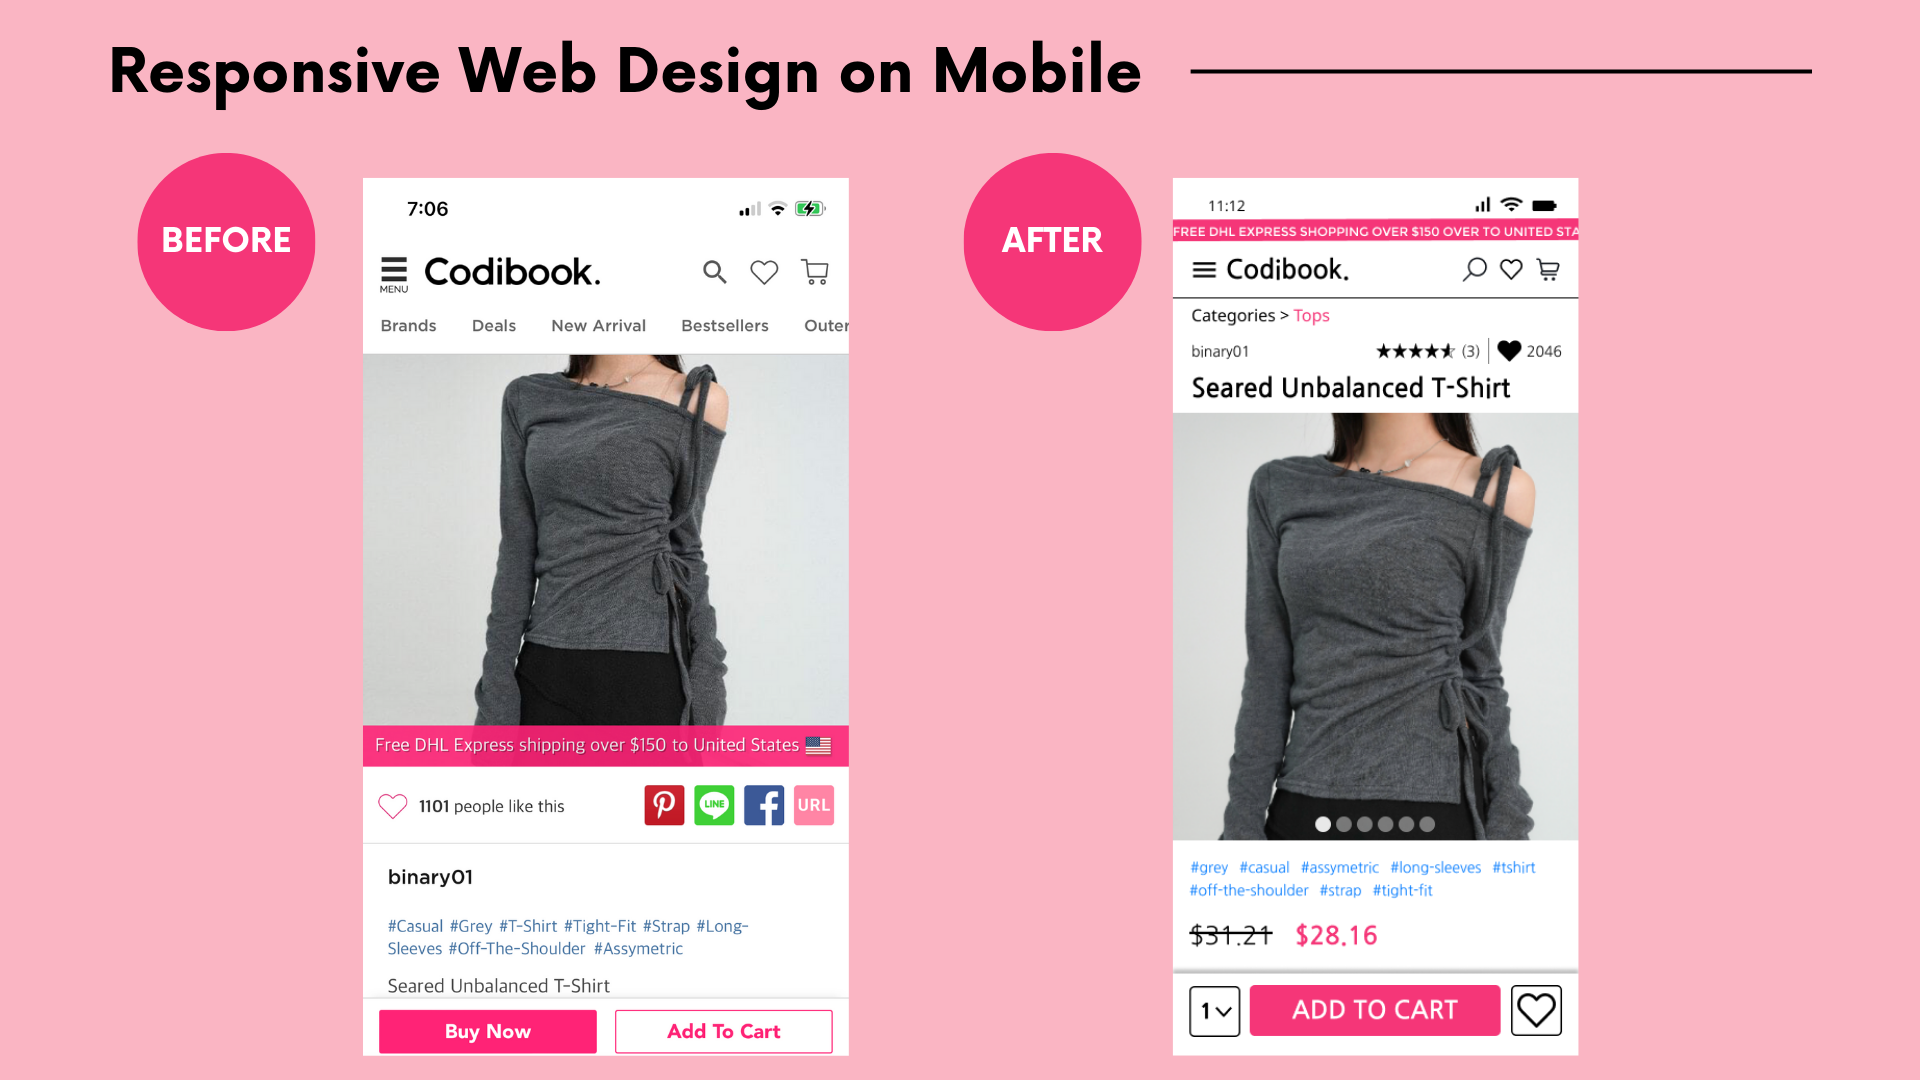 Responsive Web Design on Mobile
BEFORE
7:06
MENU
Codibook.
Brands Deals New Arrival Bestsellers Outer
Free DHL Express shipping over $150 to United States
1101 people like this
LINE
URL
binary01
#Casual #Grey #T-Shirt #Tight-Fit #Strap #Long-
Sleeves #Off-The-Shoulder #Assymetric
Seared Unbalanced T-Shirt
Buy Now
Add To Cart
AFTER
11:12
FREE DHL EXPRESS SHOPPING OVER $150 OVER TO UNITED STA
Codibook.
Categories > Tops
binary01 (3) 2046
Seared Unbalanced T-Shirt
#grey #casual #assymetric #long-sleeves #tshirt
#off-the-shoulder #strap #tight-fit
$31.21 $28.16
1 ADD TO CART